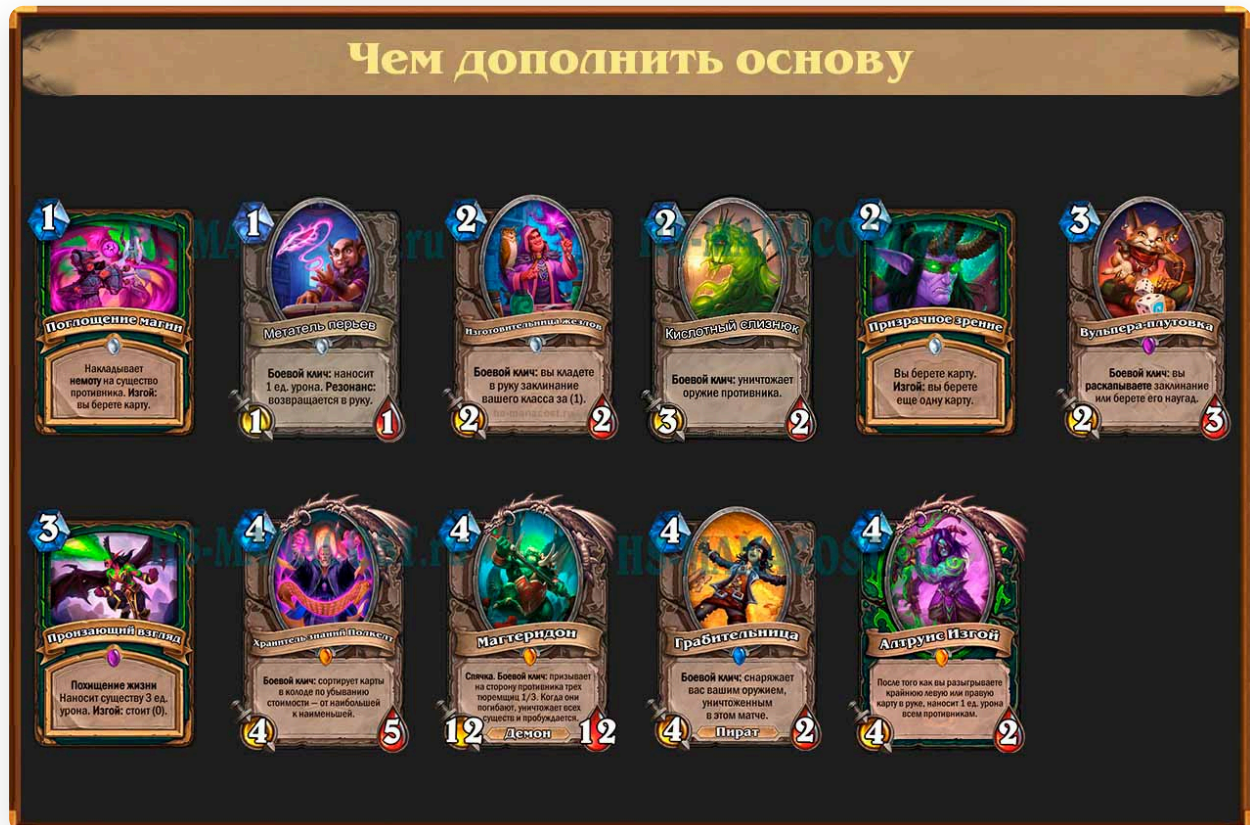 Чем дополнить основу
1
Поглощение магии
Накладывает
немоту на существо
противника. Изгой:
вы берете карту.
1
Метатель перьев
Боевой клич: наносит
1 ед. урона. Резонанс:
возвращается в руку.
1
1
2
Изготовительница жезлов
Боевой клич: вы кладете
в руку заклинание
вашего класса за (1).
hs-manacost.ru
2
2
2
Кислотный слизнюк
Боевой клич: уничтожает
оружие противника.
3
2
2
Призрачное зрение
Вы берете карту.
Изгой: вы берете
еще одну карту.
3
Вульпера-плутовка
Боевой клич: вы
раскапываете заклинание
или берете его наугад.
2
3
3
Пронзающий взгляд
Похищение жизни
Наносит существу 3 ед.
урона. Изгой: стоит (0).
4
Хранитель знаний Полкелт
Боевой клич: сортирует карты
в колоде по убыванию
стоимости — от наибольшей
к наименьшей.
4
5
4
Магтеридон
Спячка. Боевой клич: призывает
на сторону противника трех
тюремщиц 1/3. Когда они
погибают, уничтожает всех
существ и пробуждается.
12
Демон
12
4
Грабительница
Боевой клич: снаряжает
вас вашим оружием,
уничтоженным
в этом матче.
4
Пират
2
4
Алтруис Изгой
После того как вы разыгрываете
крайнюю левую или правую
карту в руке, наносит 1 ед. урона
всем противникам.
4
2